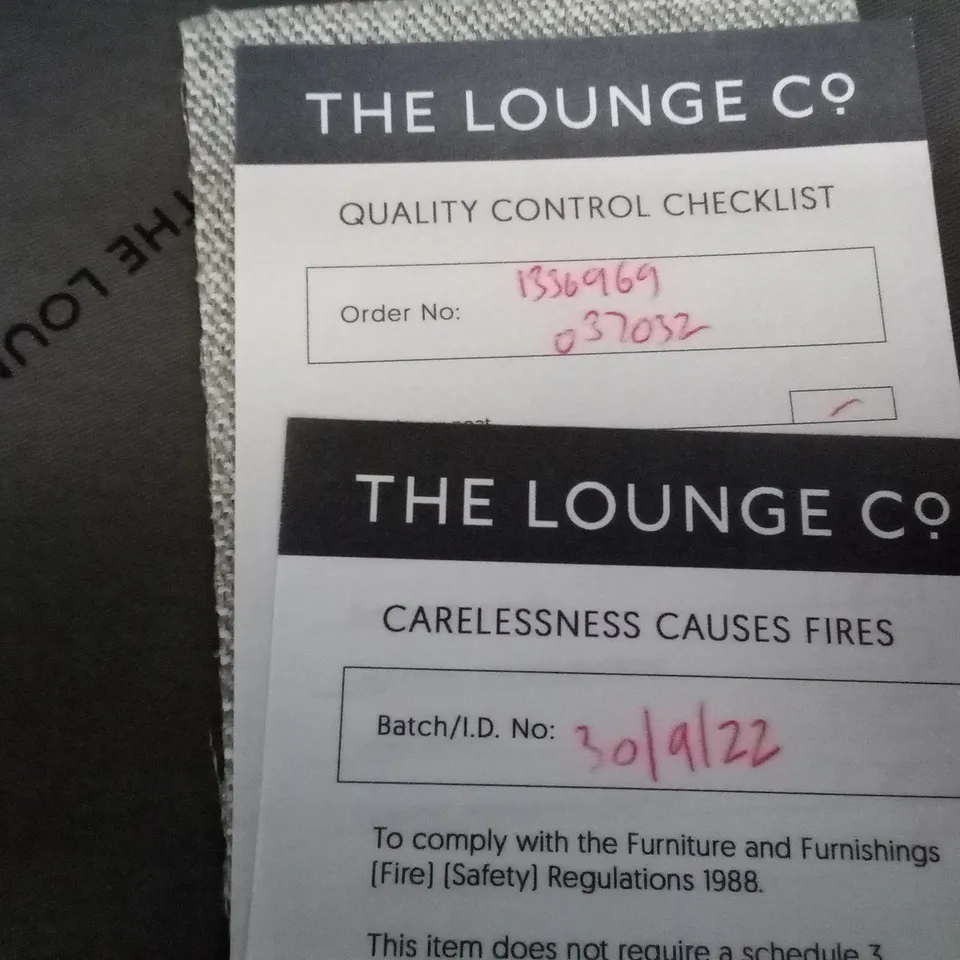 THE LOUNGE Co
QUALITY CONTROL CHECKLIST
1336969
Order No:
037032
THE LOUNGE Co
CARELESSNESS CAUSES FIRES
Batch/I.D. No: 30/9/22
To comply with the Furniture and Furnishings
[Fire] [Safety] Regulations 1988.
This item does not require a schedule 3
THE LOUN